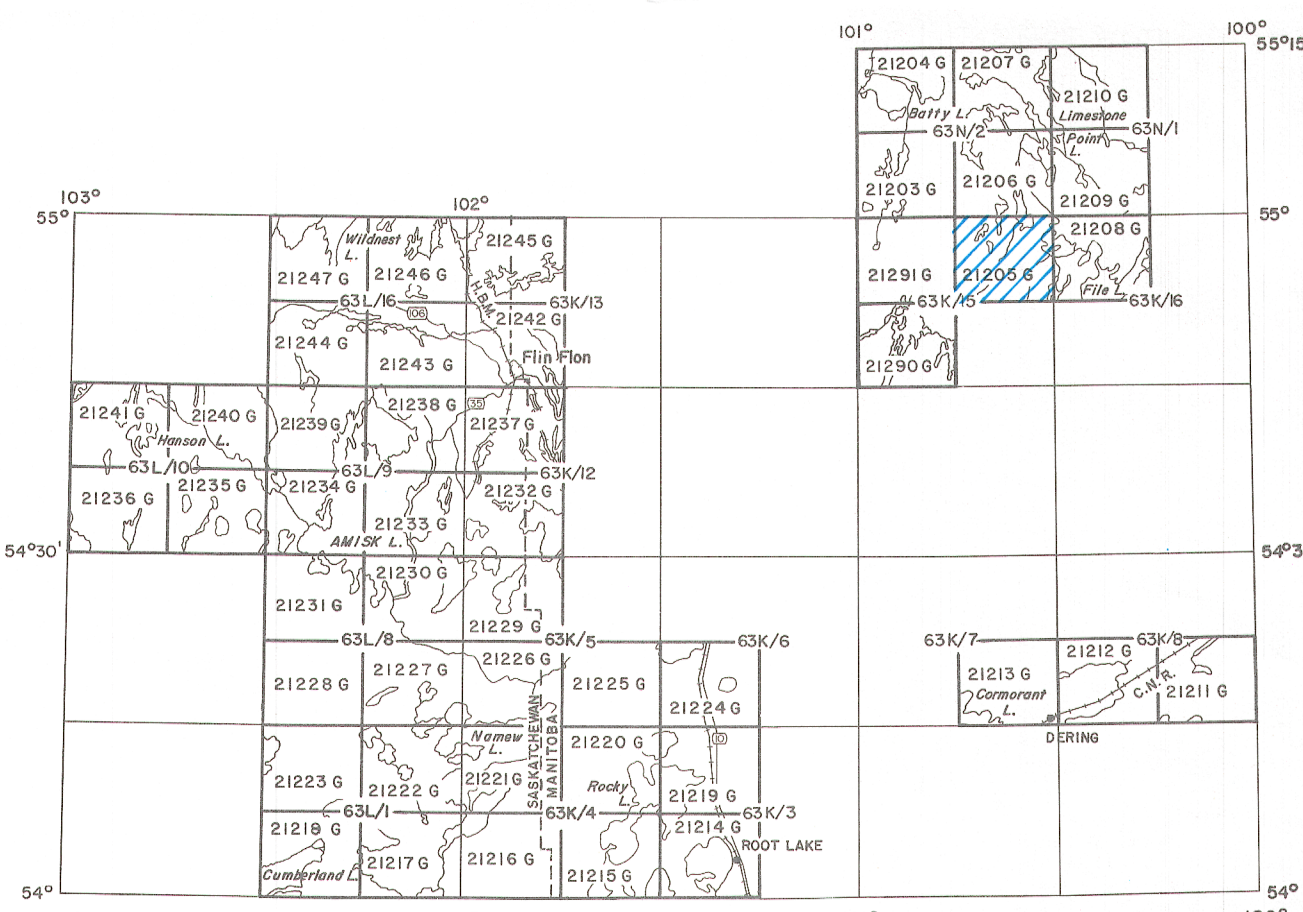 101° 100°
55°15
21204 G 21207 G
21210 G
Batty L. Limestone
63N/2 63N/1
Point
L.
21203 G 21206 G
21209 G
103° 102°
55° 55°
21208 G
Wildnest
L.
21245 G
21247 G 21246 G
21291 G 21205 G
File L.
H.B.M.
63L/16 63K/13 63K/15 63K/16
106
21242 G
21244 G
Flin Flon
21243 G
21290 G
21238 G
35
21241 G 21240 G 21239 G 21237 G
Hanson L.
63L/10 63L/9 63K/12
21236 G 21235 G 21234 G 21232 G
21233 G
AMISK L.
54°30' 54°3
21230 G
21231 G
21229 G
63L/8 63K/5 63K/6 63K/7 63K/8
21212 G
21226 G
21227 G
21228 G 21225 G 21213 G
21211 G
Cormorant
L.
C.N.R.
21224 G
SASKATCHEWAN
MANITOBA
Namew
L.
21220 G
10
DERING
21223 G 21222 G 21221 G
Rocky
L.
21219 G
63L/1 63K/4 63K/3
21218 G 21214 G
ROOT LAKE
21217 G 21216 G
Cumberland L.
21215 G
54° 54°